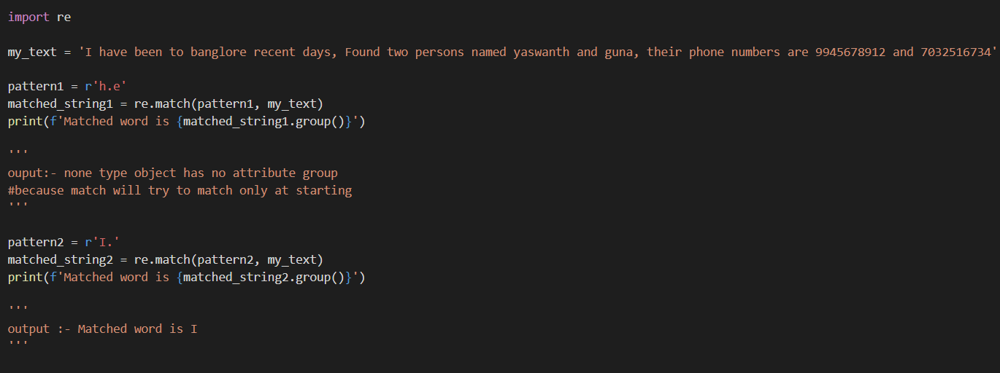 import re
my_text = 'I have been to banglore recent days, Found two persons named yaswanth and guna, their phone numbers are 9945678912 and 7032516734'
pattern1 = r'h.e'
matched_string1 = re.match(pattern1, my_text)
print(f'Matched word is {matched_string1.group()}')
'''
ouput:- none type object has no attribute group
#because match will try to match only at starting
'''
pattern2 = r'I.'
matched_string2 = re.match(pattern2, my_text)
print(f'Matched word is {matched_string2.group()}')
'''
output :- Matched word is I
'''